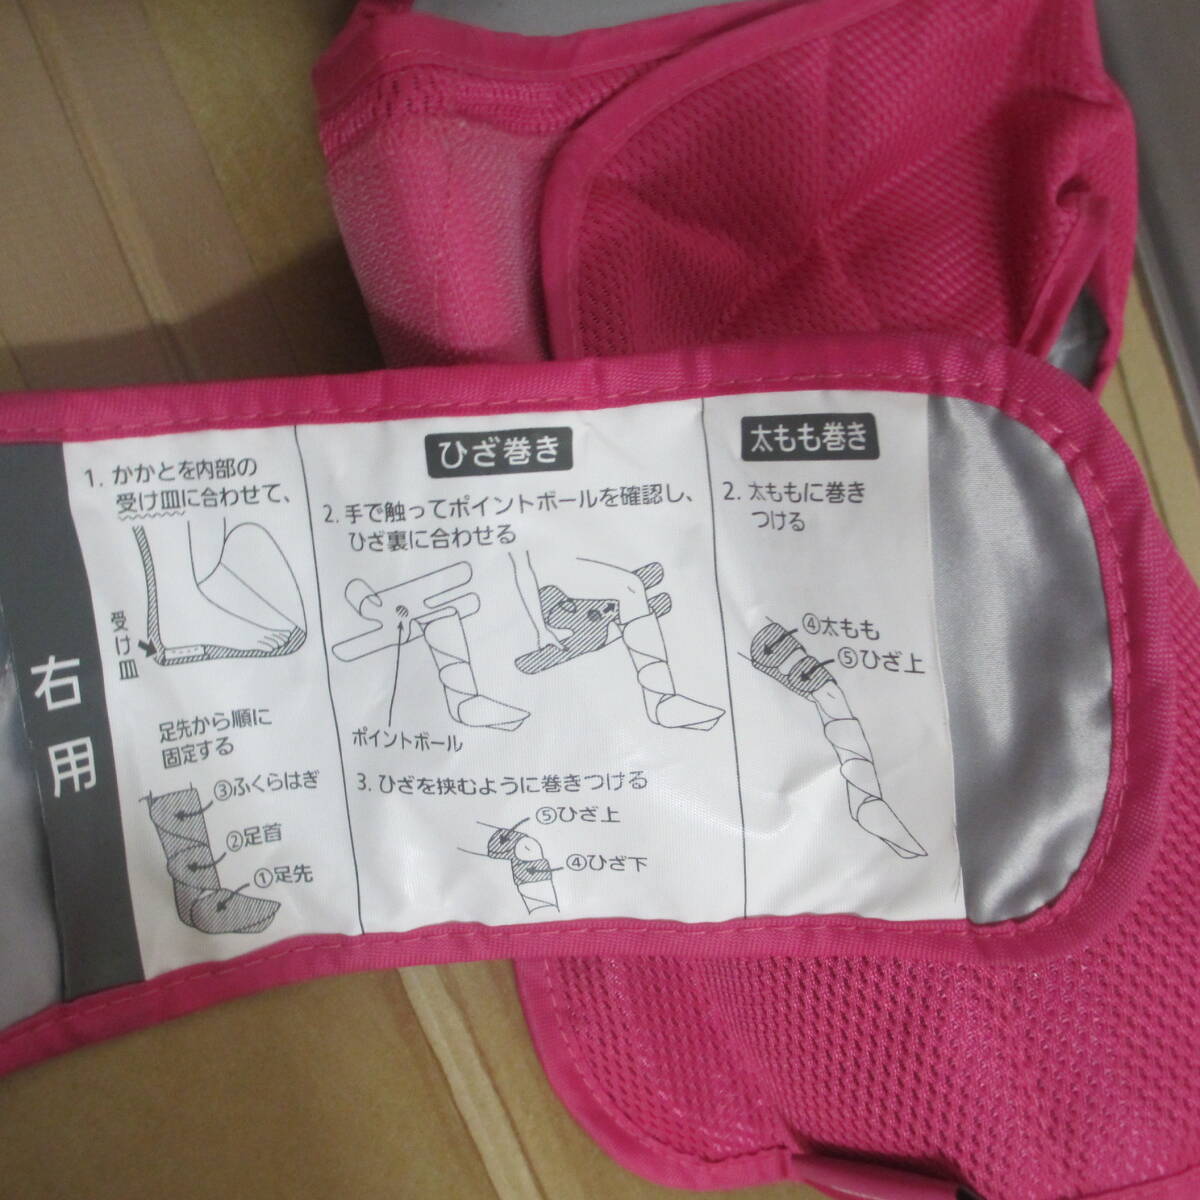 右用
1. かかとを内部の
受け皿に合わせて、
受け皿
足先から順に
固定する
③ふくらはぎ
②足首
①足先
ひざ巻き
2. 手で触ってポイントボールを確認し、
ひざ裏に合わせる
ポイントボール
3. ひざを挟むように巻きつける
⑤ひざ上
④ひざ下
太もも巻き
2. 太ももに巻き
つける
④太もも
⑤ひざ上